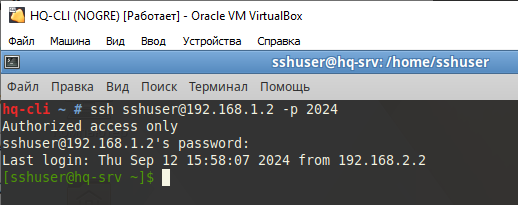 HQ-CLI (NOGRE) [Работает] - Oracle VM VirtualBox
Файл Машина Вид Ввод Устройства Справка
sshuser@hq-srv: /home/sshuser
Файл Правка Вид Поиск Терминал Помощь
hq-cli ~ # ssh sshuser@192.168.1.2 -p 2024
Authorized access only
sshuser@192.168.1.2's password:
Last login: Thu Sep 12 15:58:07 2024 from 192.168.2.2
[sshuser@hq-srv ~]$